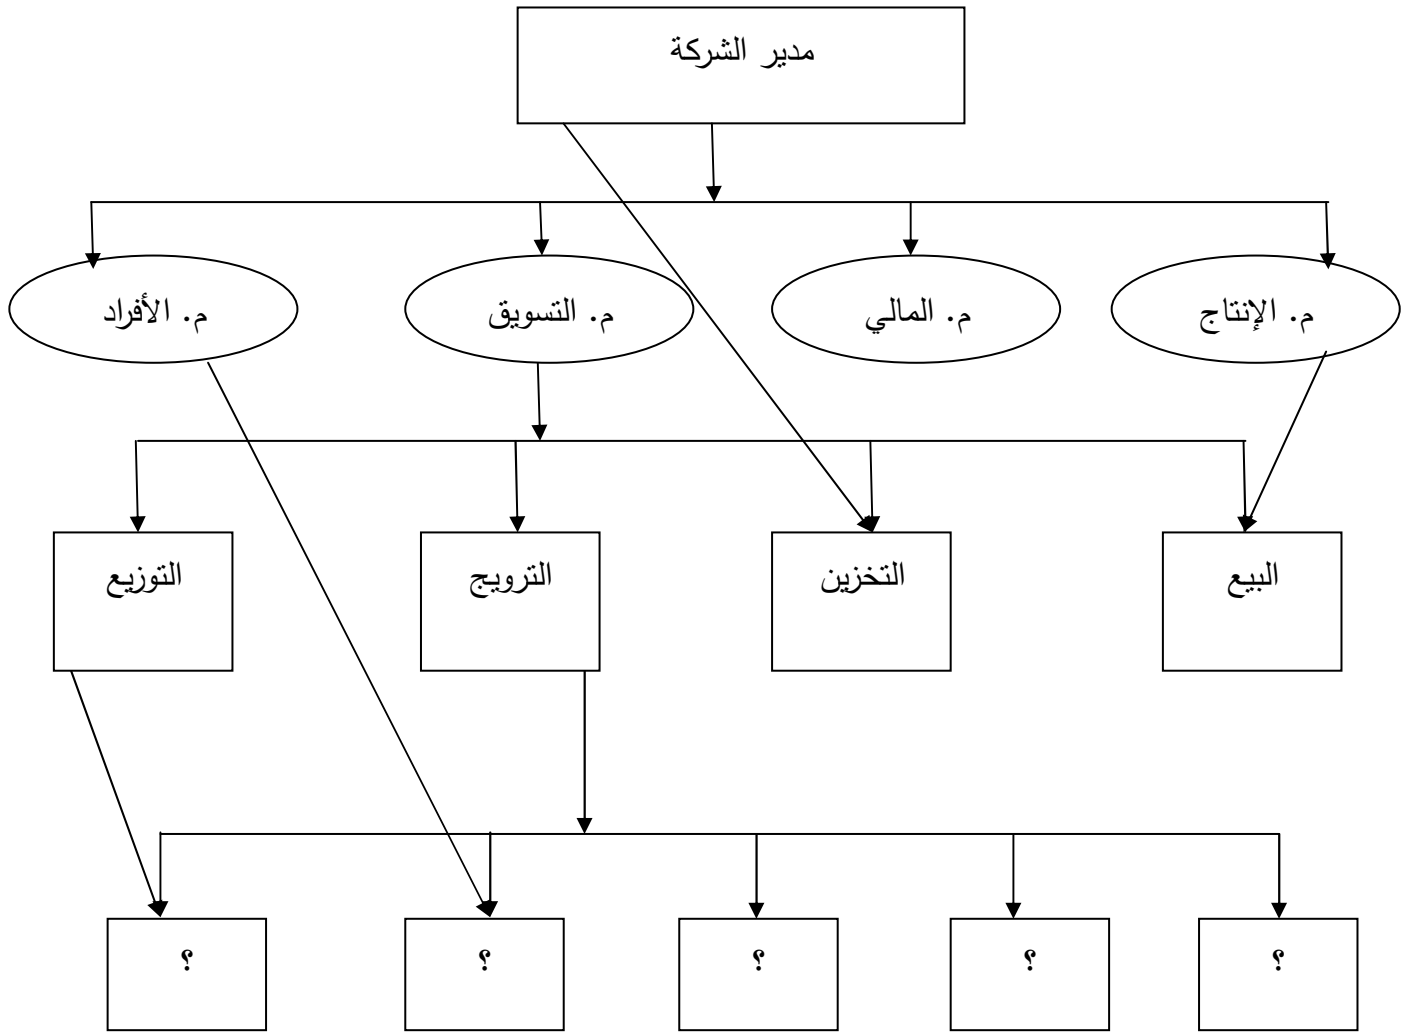 مدير الشركة
م. الإنتاج
م. المالي
م. التسويق
م. الأفراد
البيع
التخزين
الترويج
التوزيع
؟
؟
؟
؟
؟